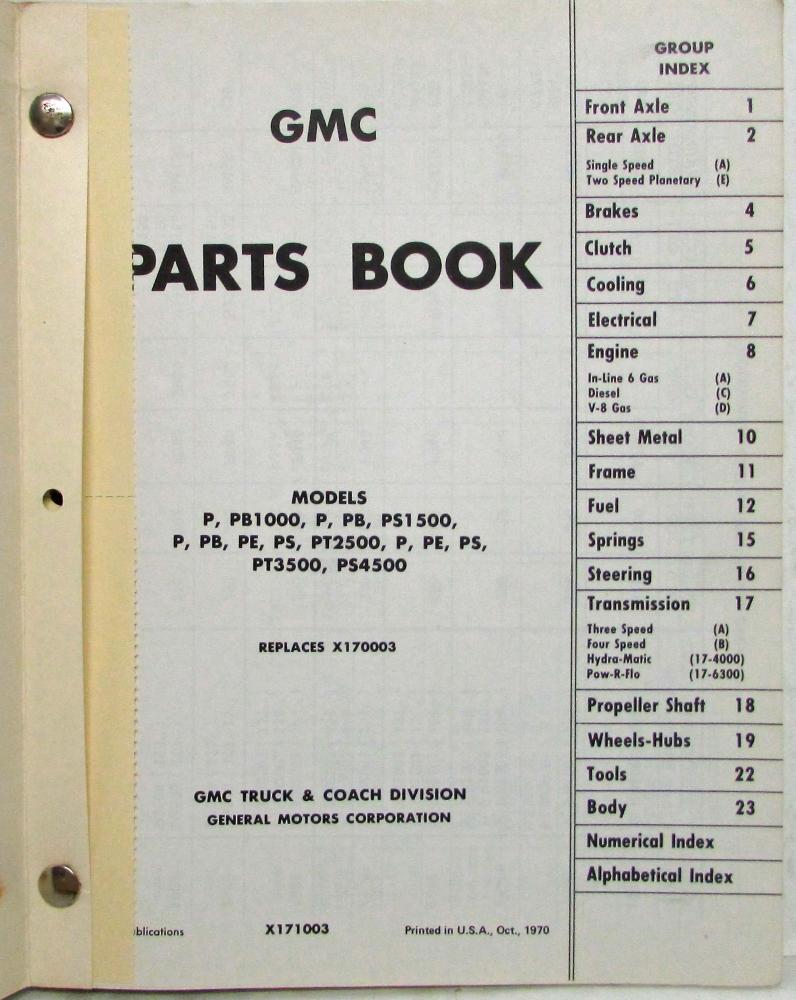 GMC
PARTS BOOK
MODELS
P, PB1000, P, PB, PS1500,
P, PB, PE, PS, PT2500, P, PE, PS,
PT3500, PS4500
REPLACES X170003
GMC TRUCK & COACH DIVISION
GENERAL MOTORS CORPORATION
blications X171003 Printed in U.S.A., Oct., 1970
GROUP
INDEX
Front Axle 1
Rear Axle 2
Single Speed (A)
Two Speed Planetary (E)
Brakes 4
Clutch 5
Cooling 6
Electrical 7
Engine 8
In-Line 6 Gas (A)
Diesel (C)
V-8 Gas (D)
Sheet Metal 10
Frame 11
Fuel 12
Springs 15
Steering 16
Transmission 17
Three Speed (A)
Four Speed (B)
Hydra-Matic (17-4000)
Pow-R-Flo (17-6300)
Propeller Shaft 18
Wheels-Hubs 19
Tools 22
Body 23
Numerical Index
Alphabetical Index